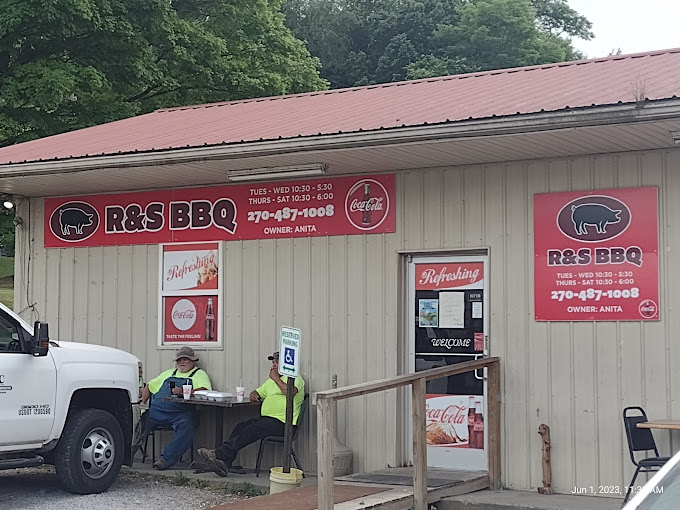 R&S BBQ
TUES - WED 10:30 - 5:30
THURS - SAT 10:30 - 6:00
270-487-1008
OWNER: ANITA
Coca-Cola
Refreshing
Coca-Cola
TASTE THE FEELING
RESERVED
PARKING
Refreshing
WELCOME
Coca-Cola
R&S BBQ
TUES - WED 10:30 - 5:30
THURS - SAT 10:30 - 6:00
270-487-1008
OWNER: ANITA
Jun 1, 2023, 11:3